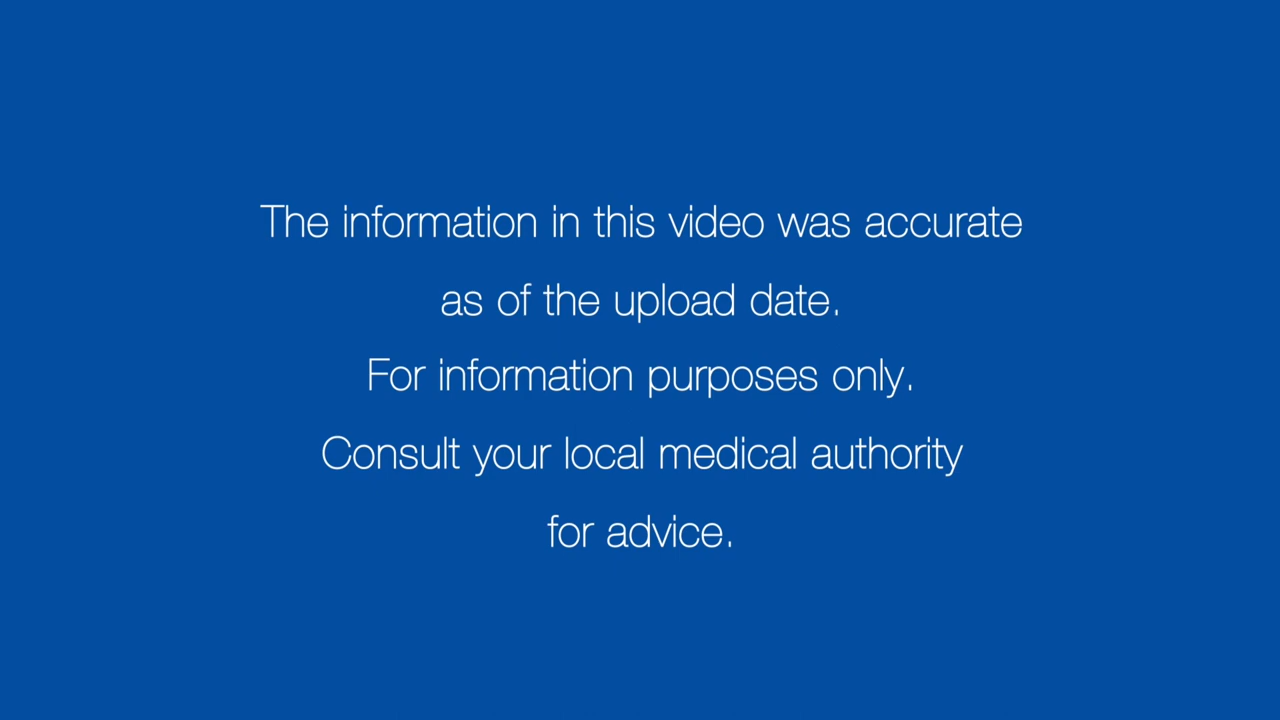 The information in this video was accurate
as of the upload date.
For information purposes only.
Consult your local medical authority
for advice.